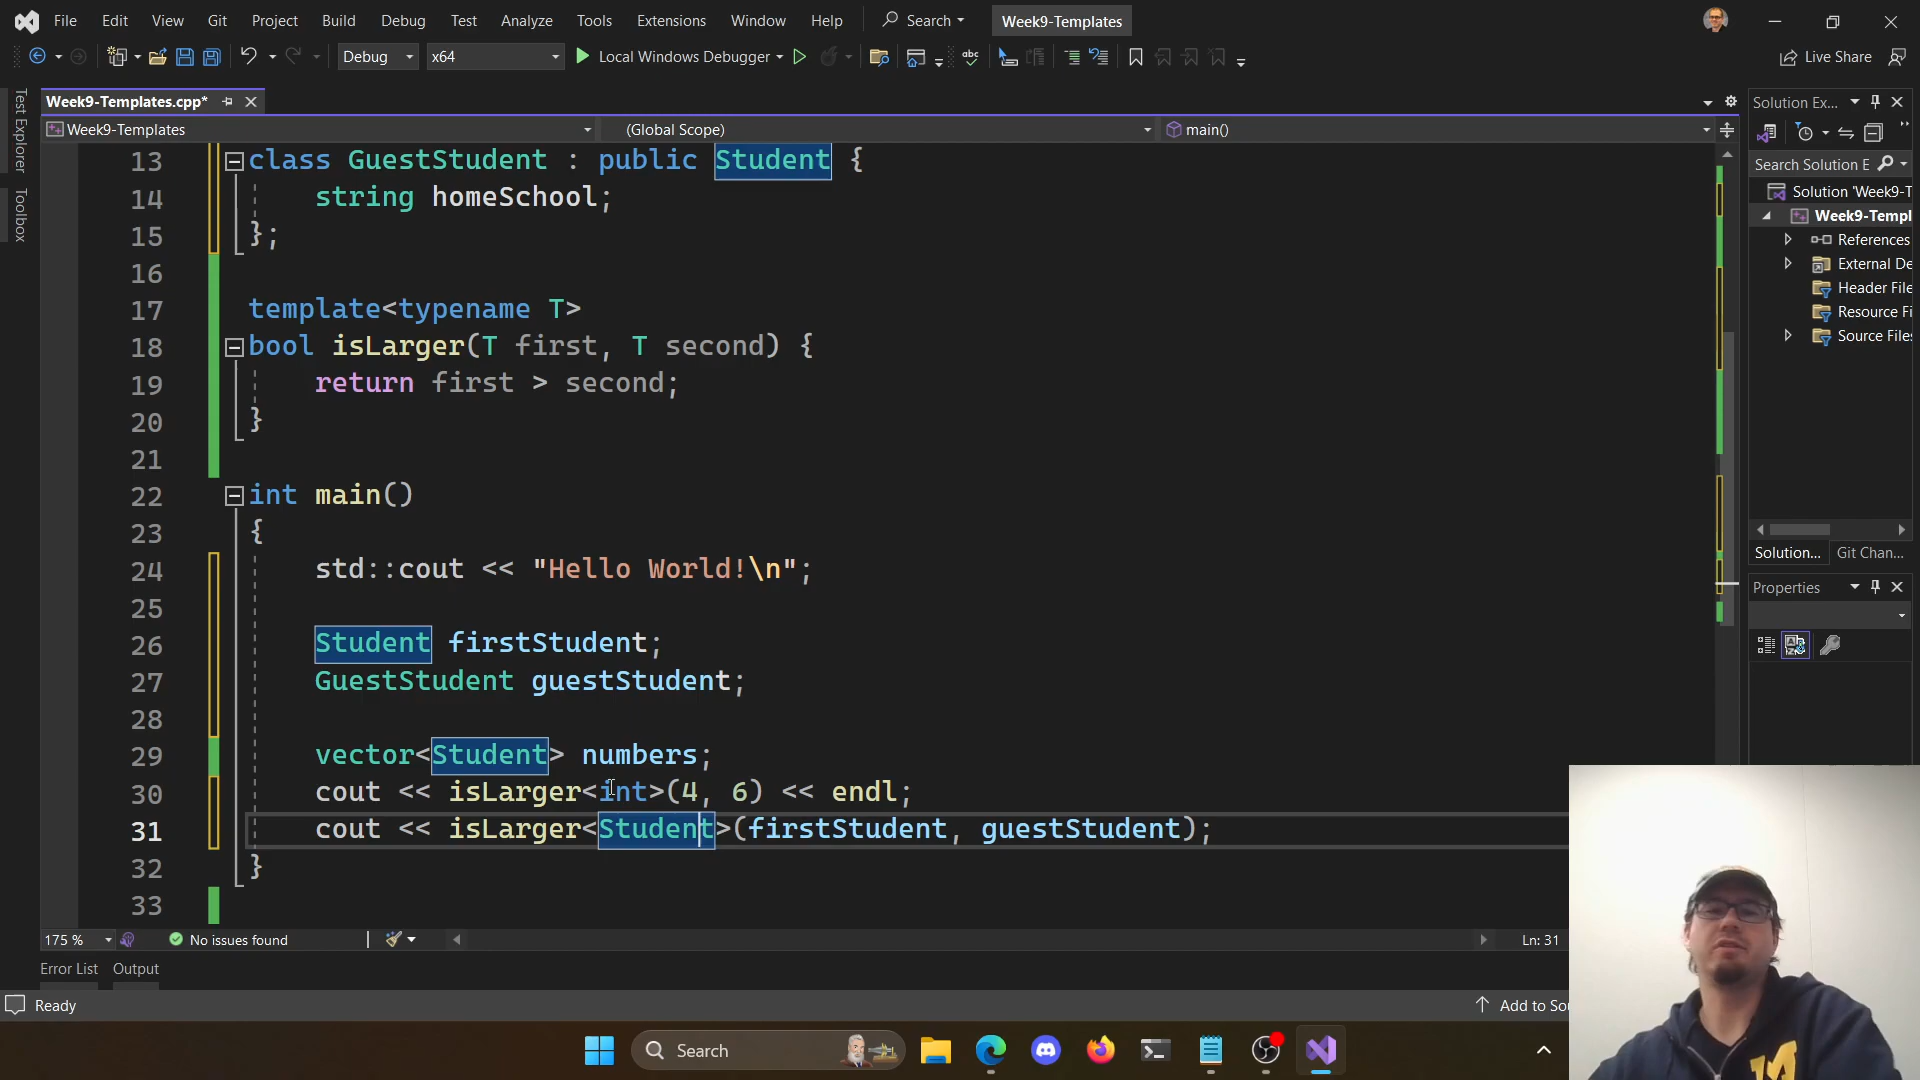 File Edit View Git Project Build Debug Test Analyze Tools Extensions Window Help Search Week9-Templates
Debug x64 Local Windows Debugger Live Share
Week9-Templates.cpp*
Week9-Templates (Global Scope) main()
Test Explorer
Toolbox
13 class GuestStudent : public Student {
14 string homeSchool;
15 };
16
17 template<typename T>
18 bool isLarger(T first, T second) {
19 return first > second;
20 }
21
22 int main()
23 {
24 std::cout << "Hello World!\n";
25
26 Student firstStudent;
27 GuestStudent guestStudent;
28
29 vector<Student> numbers;
30 cout << isLarger<int>(4, 6) << endl;
31 cout << isLarger<Student>(firstStudent, guestStudent);
32 }
33
175 % No issues found Ln: 31
Error List Output
Ready Add to Sou
Solution Ex...
Search Solution E
Solution 'Week9-T
Week9-Templ
References
External De
Header File
Resource Fi
Source Files
Solution... Git Chan...
Properties
Search